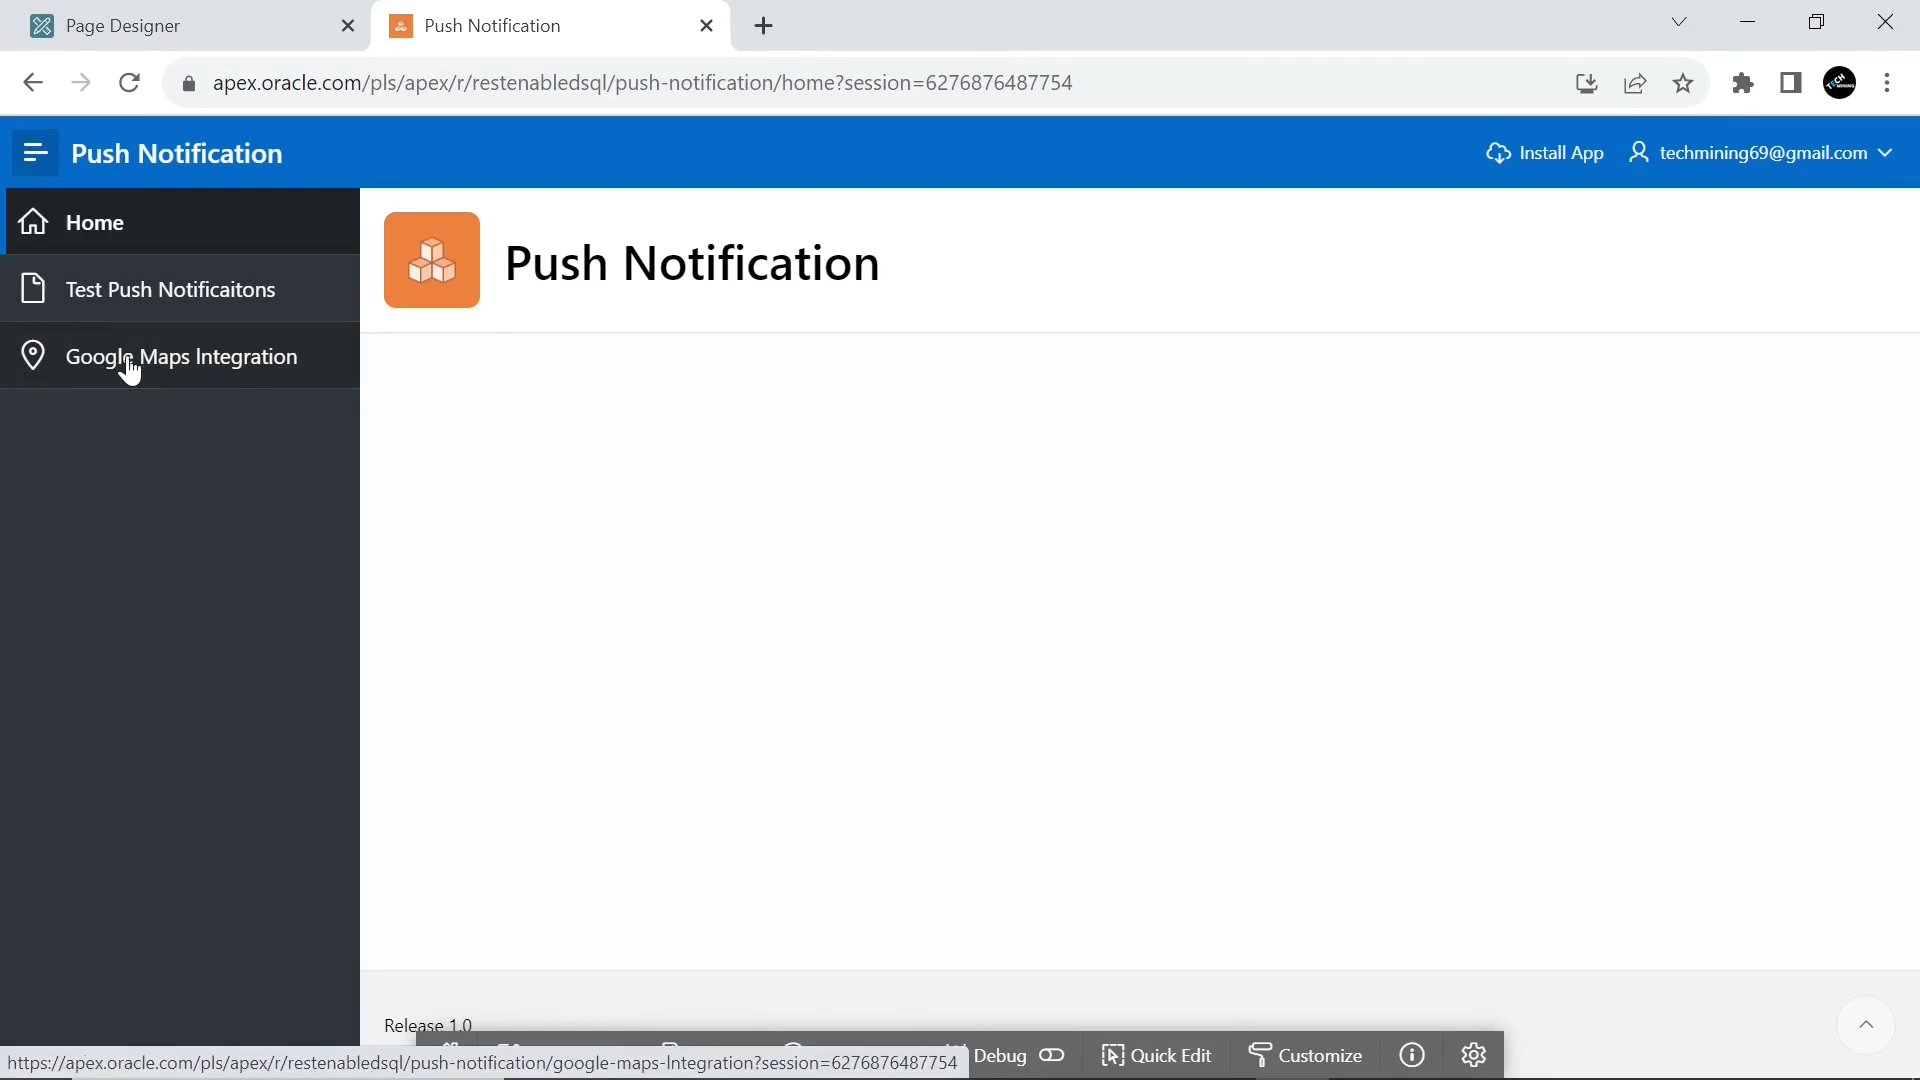 Page Designer
Push Notification
apex.oracle.com/pls/apex/r/restenabledsql/push-notification/home?session=6276876487754
TECH MINING
Push Notification
Install App
techmining69@gmail.com
Home
Push Notification
Test Push Notificaitons
Google Maps Integration
Release 1.0
https://apex.oracle.com/pls/apex/r/restenabledsql/push-notification/google-maps-Integration?session=6276876487754
Debug
Quick Edit
Customize